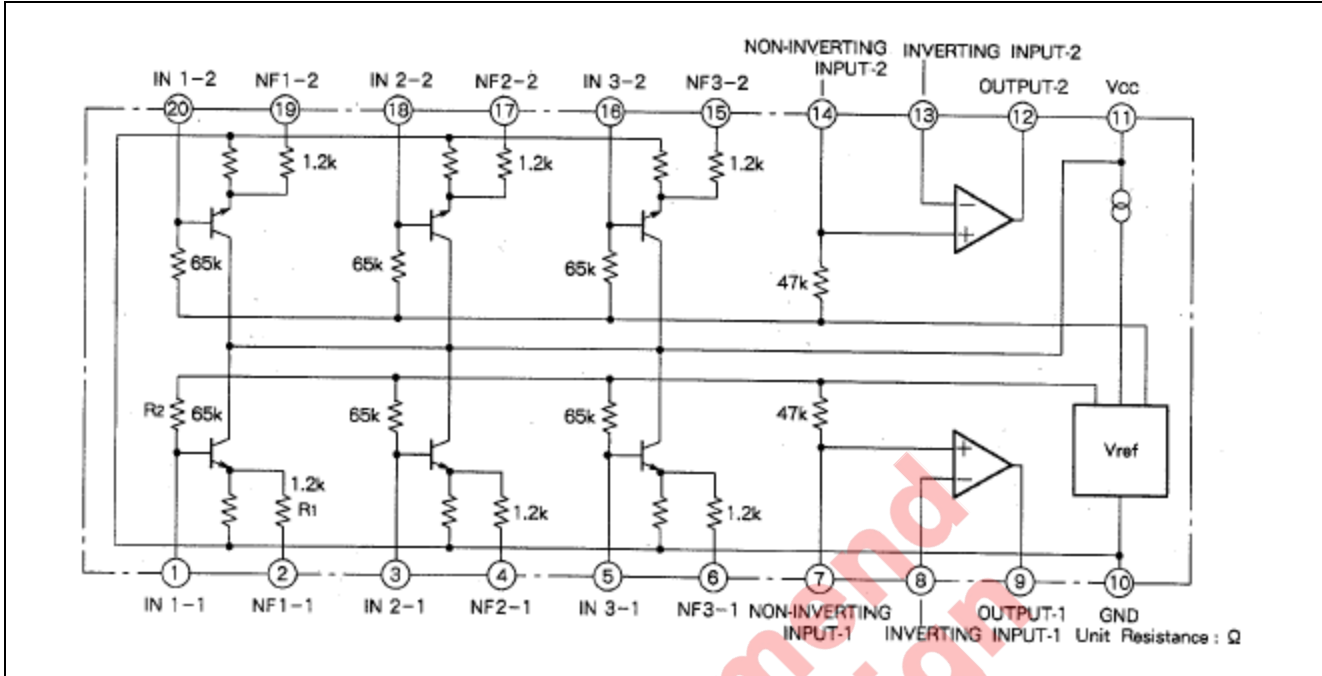 NON-INVERTING INPUT-2
INVERTING INPUT-2
IN 1-2
NF1-2
IN 2-2
NF2-2
IN 3-2
NF3-2
OUTPUT-2
Vcc
20
19
18
17
16
15
14
13
12
11
1.2k
1.2k
1.2k
−
+
65k
65k
65k
47k
R2
65k
65k
65k
47k
Vref
+
−
1.2k
R1
1.2k
1.2k
1
2
3
4
5
6
7
8
9
10
IN 1-1
NF1-1
IN 2-1
NF2-1
IN 3-1
NF3-1
NON-INVERTING INPUT-1
INVERTING INPUT-1
OUTPUT-1
GND
Unit Resistance : Ω
mmend
ign